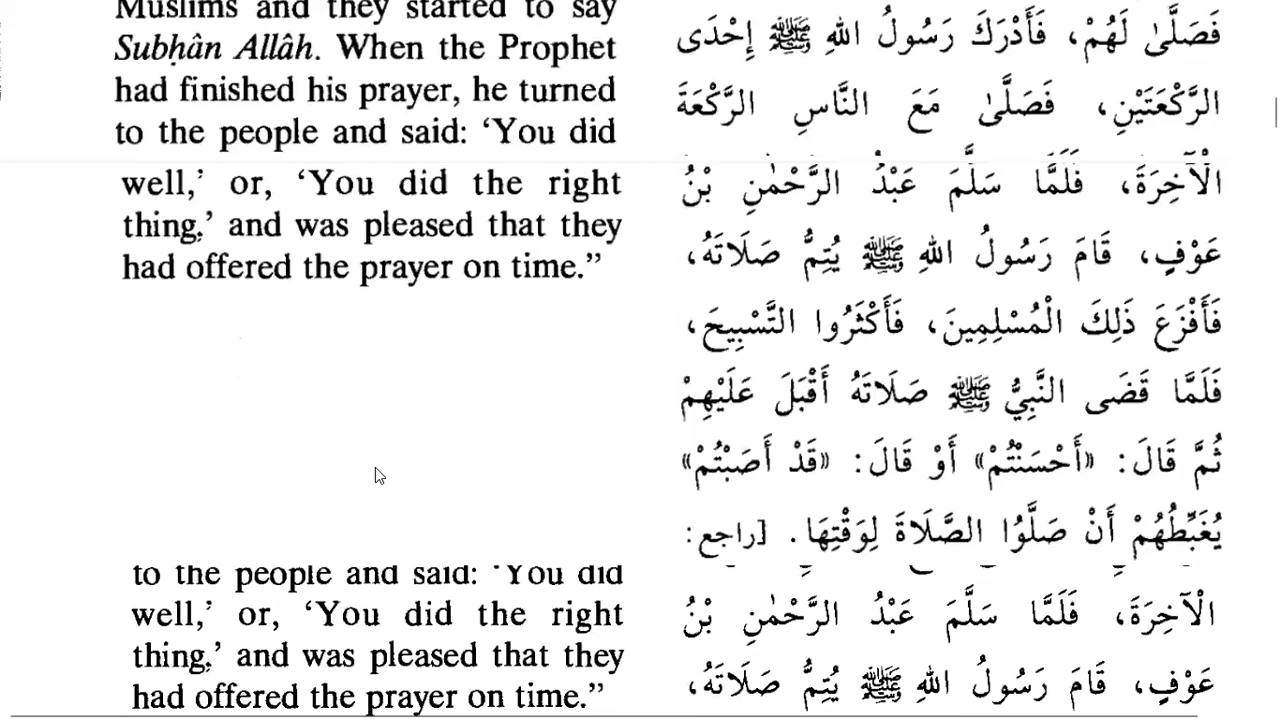 Muslims and they started to say
Subḥân Allâh. When the Prophet
had finished his prayer, he turned
to the people and said: ‘You did
well,’ or, ‘You did the right
thing,’ and was pleased that they
had offered the prayer on time.”
فَصَلَّىٰ لَهُمْ، فَأَدْرَكَ رَسُولُ اللهِ ﷺ إِحْدَى
الرَّكْعَتَيْنِ، فَصَلَّىٰ مَعَ النَّاسِ الرَّكْعَةَ
الْآخِرَةَ، فَلَمَّا سَلَّمَ عَبْدُ الرَّحْمٰنِ بْنُ
عَوْفٍ، قَامَ رَسُولُ اللهِ ﷺ يُتِمُّ صَلَاتَهُ،
فَأَفْزَعَ ذَلِكَ الْمُسْلِمِينَ، فَأَكْثَرُوا التَّسْبِيحَ،
فَلَمَّا قَضَى النَّبِيُّ ﷺ صَلَاتَهُ أَقْبَلَ عَلَيْهِمْ
ثُمَّ قَالَ: «أَحْسَنْتُمْ» أَوْ قَالَ: «قَدْ أَصَبْتُمْ»
يُغَبِّطُهُمْ أَنْ صَلَّوُا الصَّلَاةَ لِوَقْتِهَا. [راجع:
to the people and said: ‘You did
well,’ or, ‘You did the right
thing,’ and was pleased that they
had offered the prayer on time.”
الْآخِرَةَ، فَلَمَّا سَلَّمَ عَبْدُ الرَّحْمٰنِ بْنُ
عَوْفٍ، قَامَ رَسُولُ اللهِ ﷺ يُتِمُّ صَلَاتَهُ،